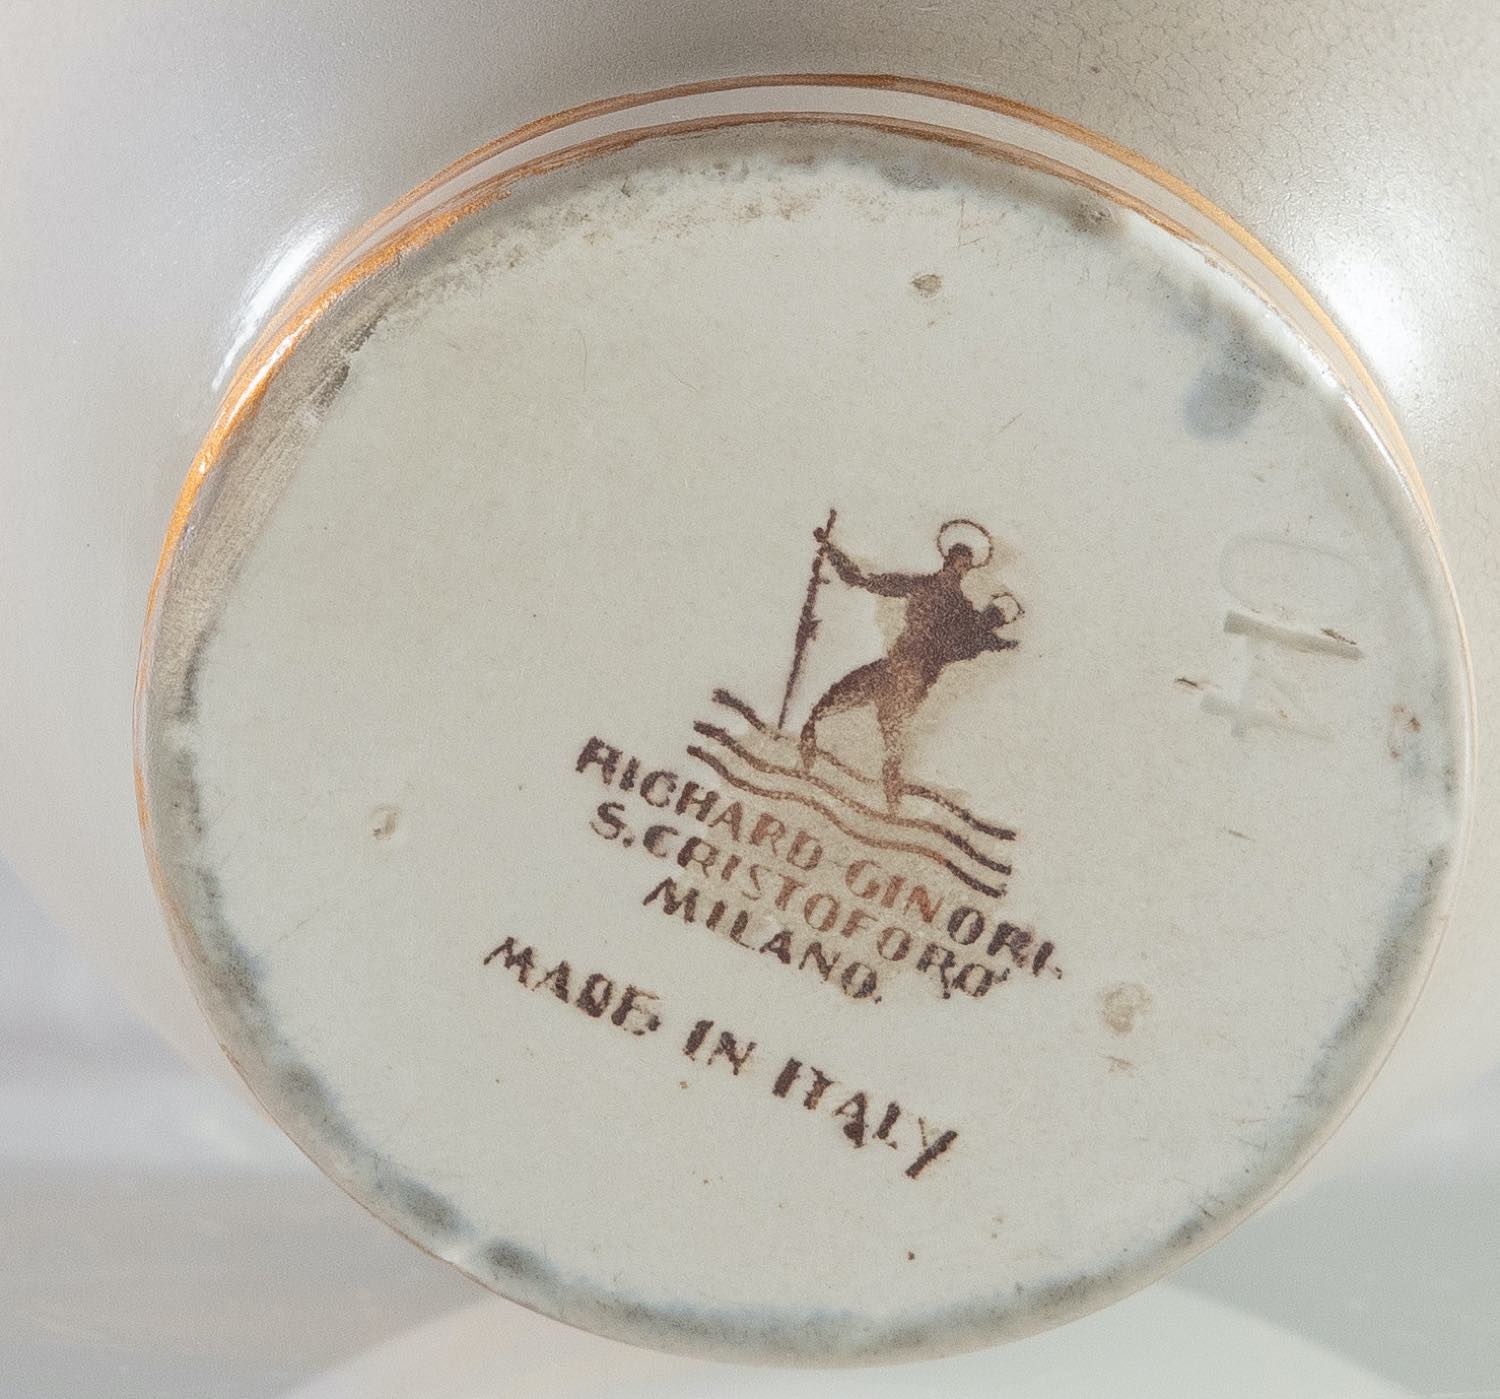 RICHARD-GINORI.
S. CRISTOFORO
MILANO.
MADE IN ITALY